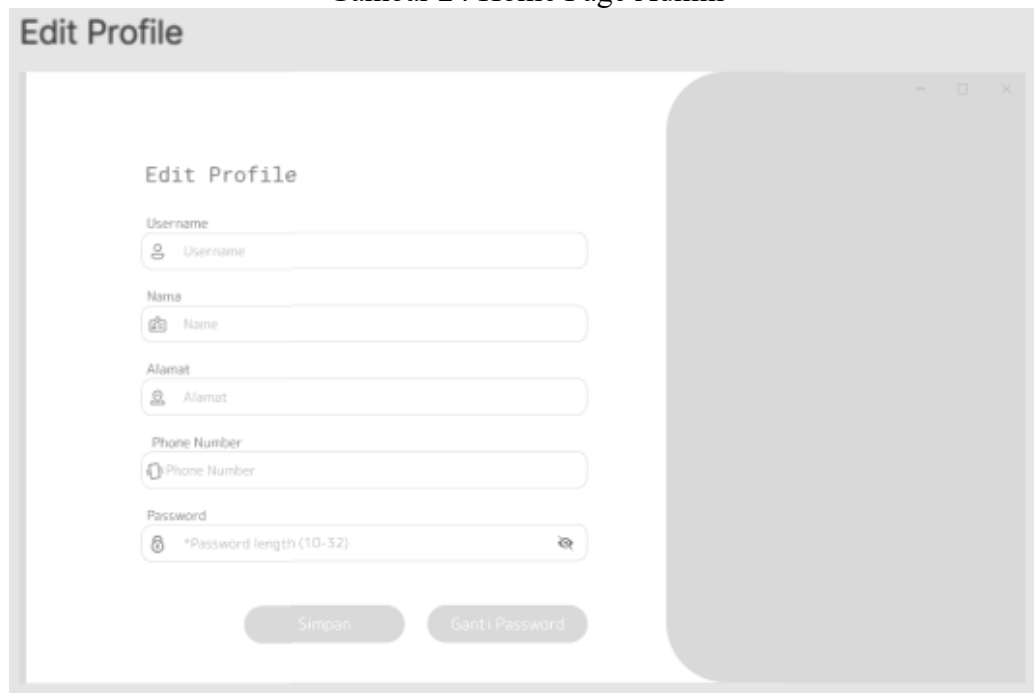 Edit Profile
Edit Profile
Username
Username
Nama
Name
Alamat
Alamat
Phone Number
Phone Number
Password
*Password length (10-32)
Simpan
Ganti Password